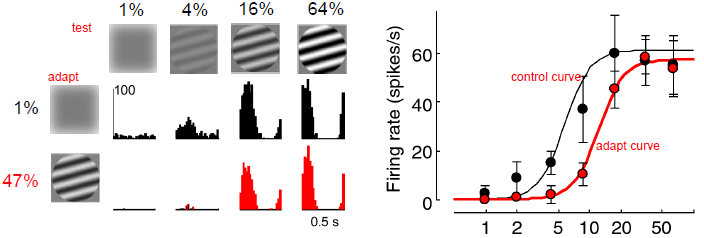 1% 4% 16% 64%
test
adapt
1%
100
47%
0.5 s
Firing rate (spikes/s)
60
40
20
0
control curve
adapt curve
1 2 5 10 20 50